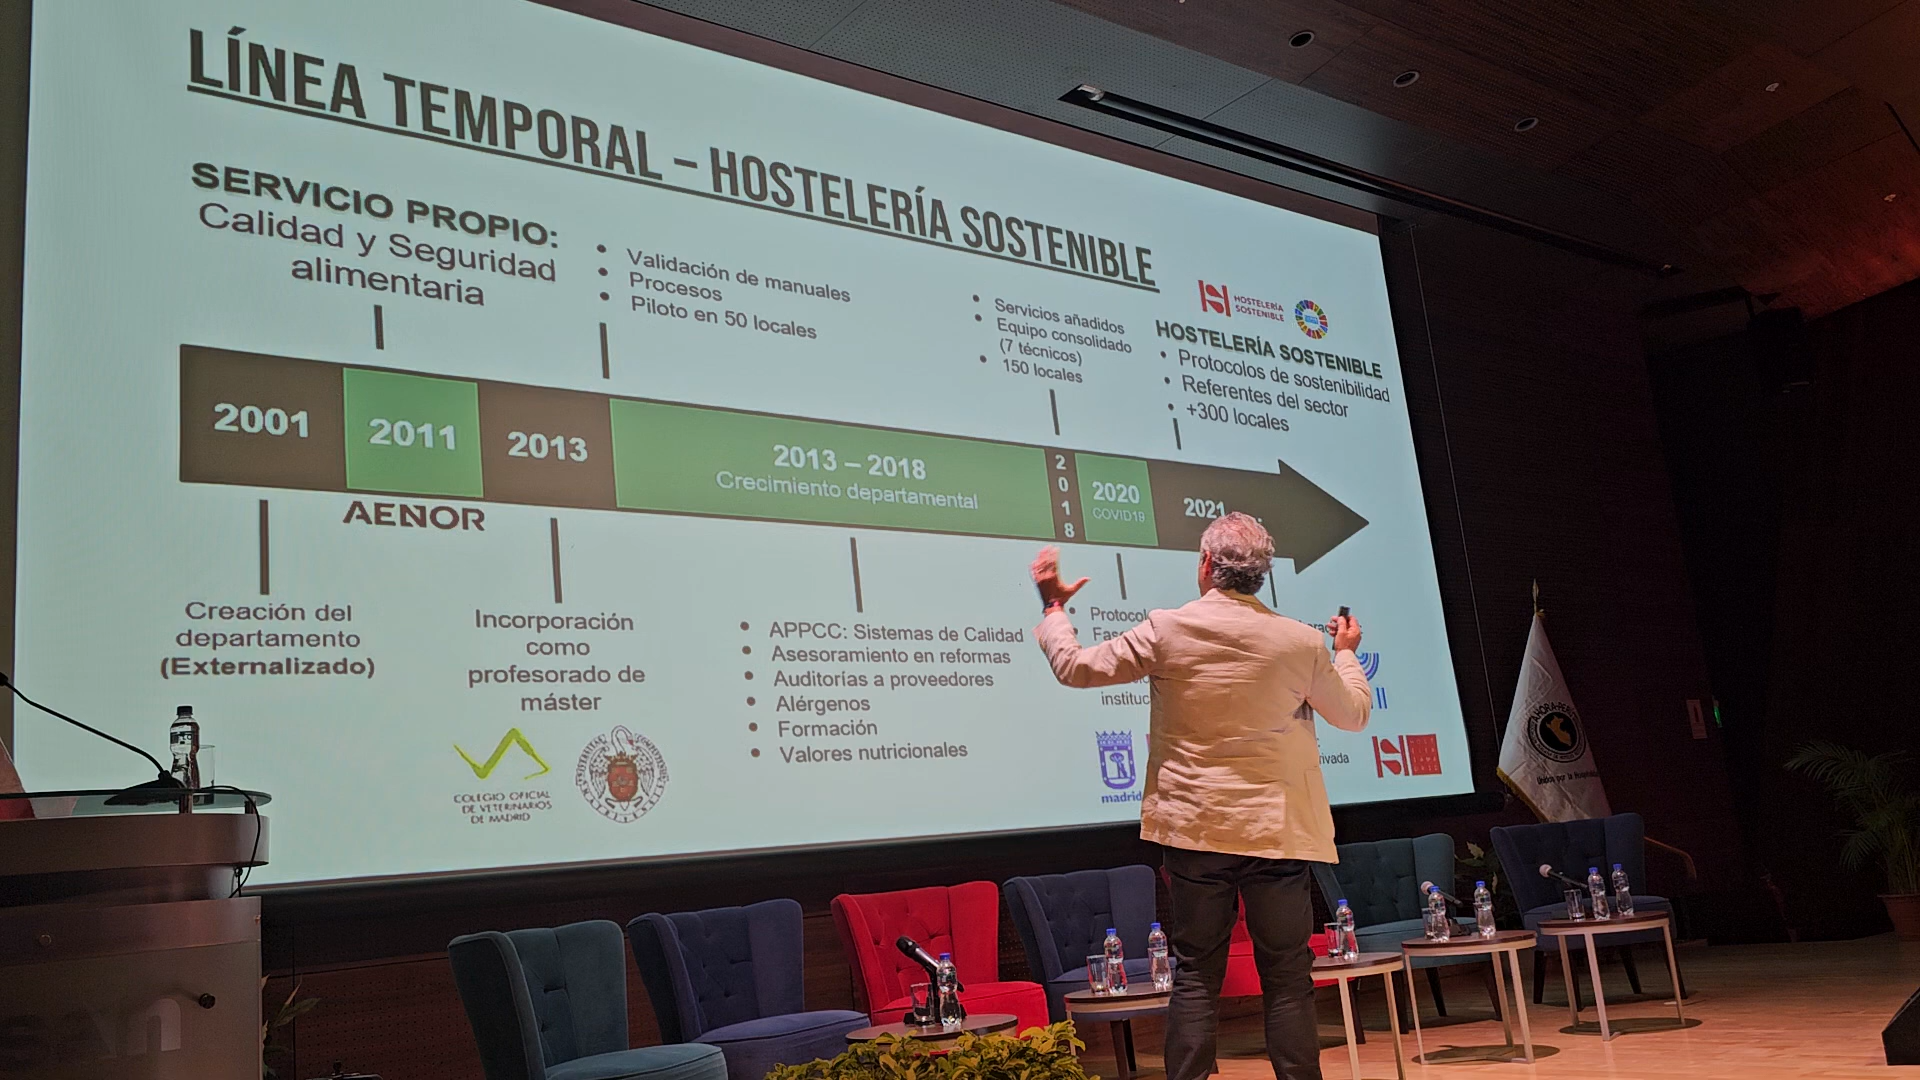 LÍNEA TEMPORAL – HOSTELERÍA SOSTENIBLE
SERVICIO PROPIO:
Calidad y Seguridad
alimentaria
• Validación de manuales
• Procesos
• Piloto en 50 locales
• Servicios añadidos
• Equipo consolidado
(7 técnicos)
• 150 locales
HOSTELERÍA
SOSTENIBLE
HOSTELERÍA SOSTENIBLE
• Protocolos de sostenibilidad
• Referentes del sector
• +300 locales
2001
2011
2013
2013 – 2018
Crecimiento departamental
2018
2020
COVID19
2021
AENOR
Creación del
departamento
(Externalizado)
Incorporación
como
profesorado de
máster
COLEGIO OFICIAL
DE VETERINARIOS
DE MADRID
• APPCC: Sistemas de Calidad
• Asesoramiento en reformas
• Auditorías a proveedores
• Alérgenos
• Formación
• Valores nutricionales
madrid
AHORA PERÚ